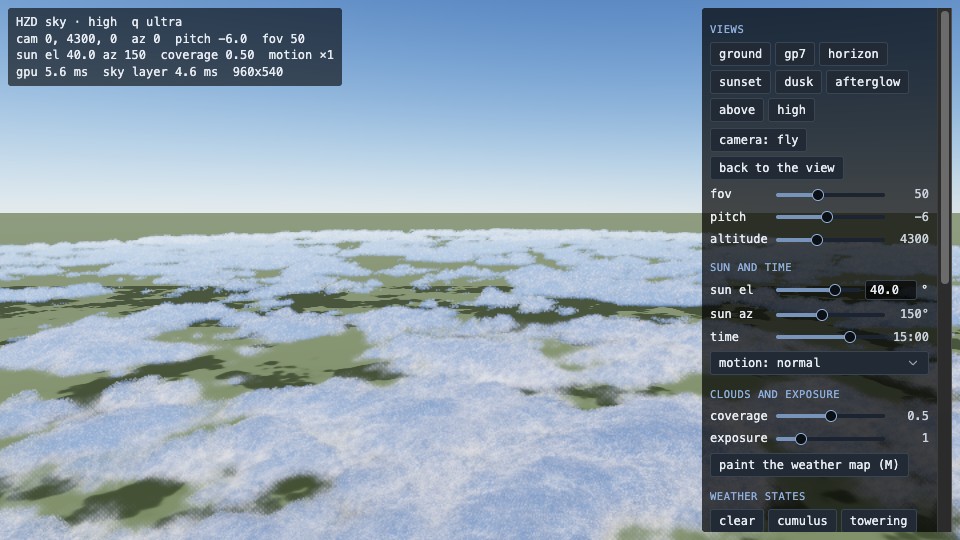 HZD sky · high q ultra
cam 0, 4300, 0 az 0 pitch −6.0 fov 50
sun el 40.0 az 150 coverage 0.50 motion ×1
gpu 5.6 ms sky layer 4.6 ms 960x540
VIEWS
ground gp7 horizon
sunset dusk afterglow
above high
camera: fly
back to the view
fov 50
pitch −6
altitude 4300
SUN AND TIME
sun el 40.0 °
sun az 150°
time 15:00
motion: normal
CLOUDS AND EXPOSURE
coverage 0.5
exposure 1
paint the weather map (M)
WEATHER STATES
clear cumulus towering